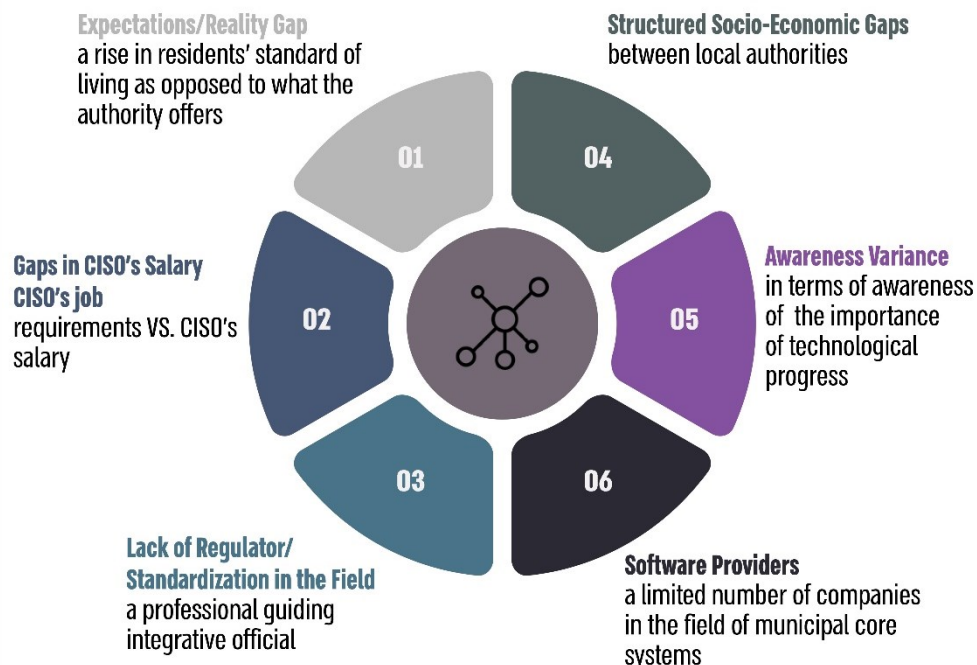 Expectations/Reality Gap
a rise in residents' standard of
living as opposed to what the
authority offers
01
Gaps in CISO's Salary
CISO's job
requirements VS. CISO's
salary
02
03
Lack of Regulator/
Standardization in the Field
a professional guiding
integrative official
Structured Socio-Economic Gaps
between local authorities
04
Awareness Variance
in terms of awareness
of the importance
of technological
progress
05
06
Software Providers
a limited number of companies
in the field of municipal core
systems